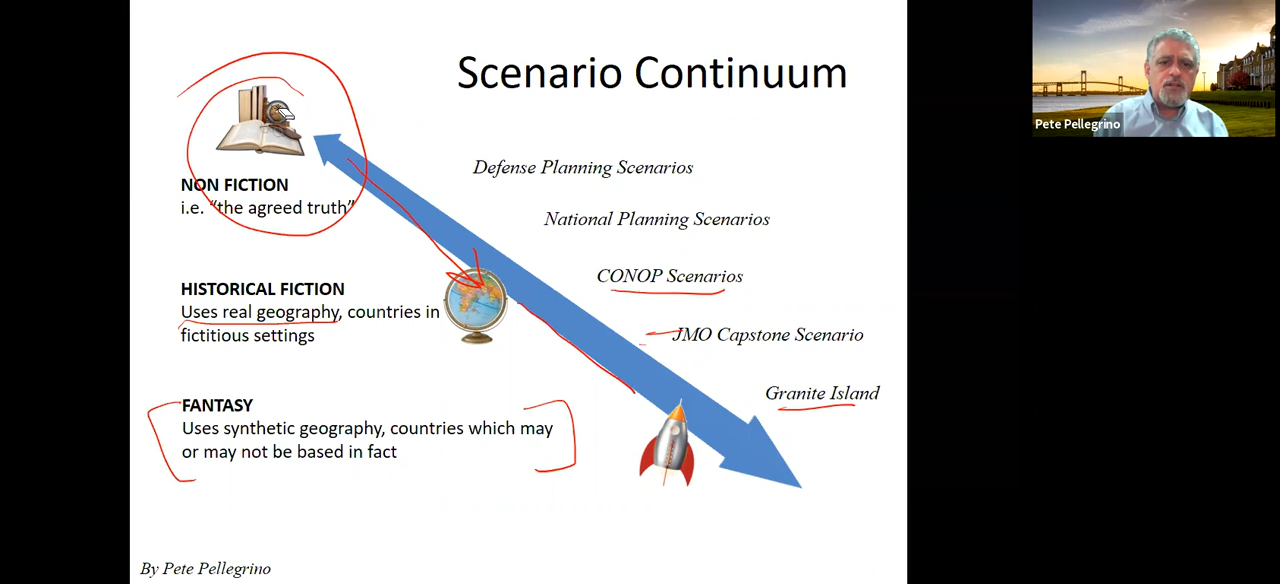 Scenario Continuum
Pete Pellegrino
Defense Planning Scenarios
NON FICTION
i.e. “the agreed truth”
National Planning Scenarios
CONOP Scenarios
HISTORICAL FICTION
Uses real geography, countries in
fictitious settings
JMO Capstone Scenario
Granite Island
FANTASY
Uses synthetic geography, countries which may
or may not be based in fact
By Pete Pellegrino